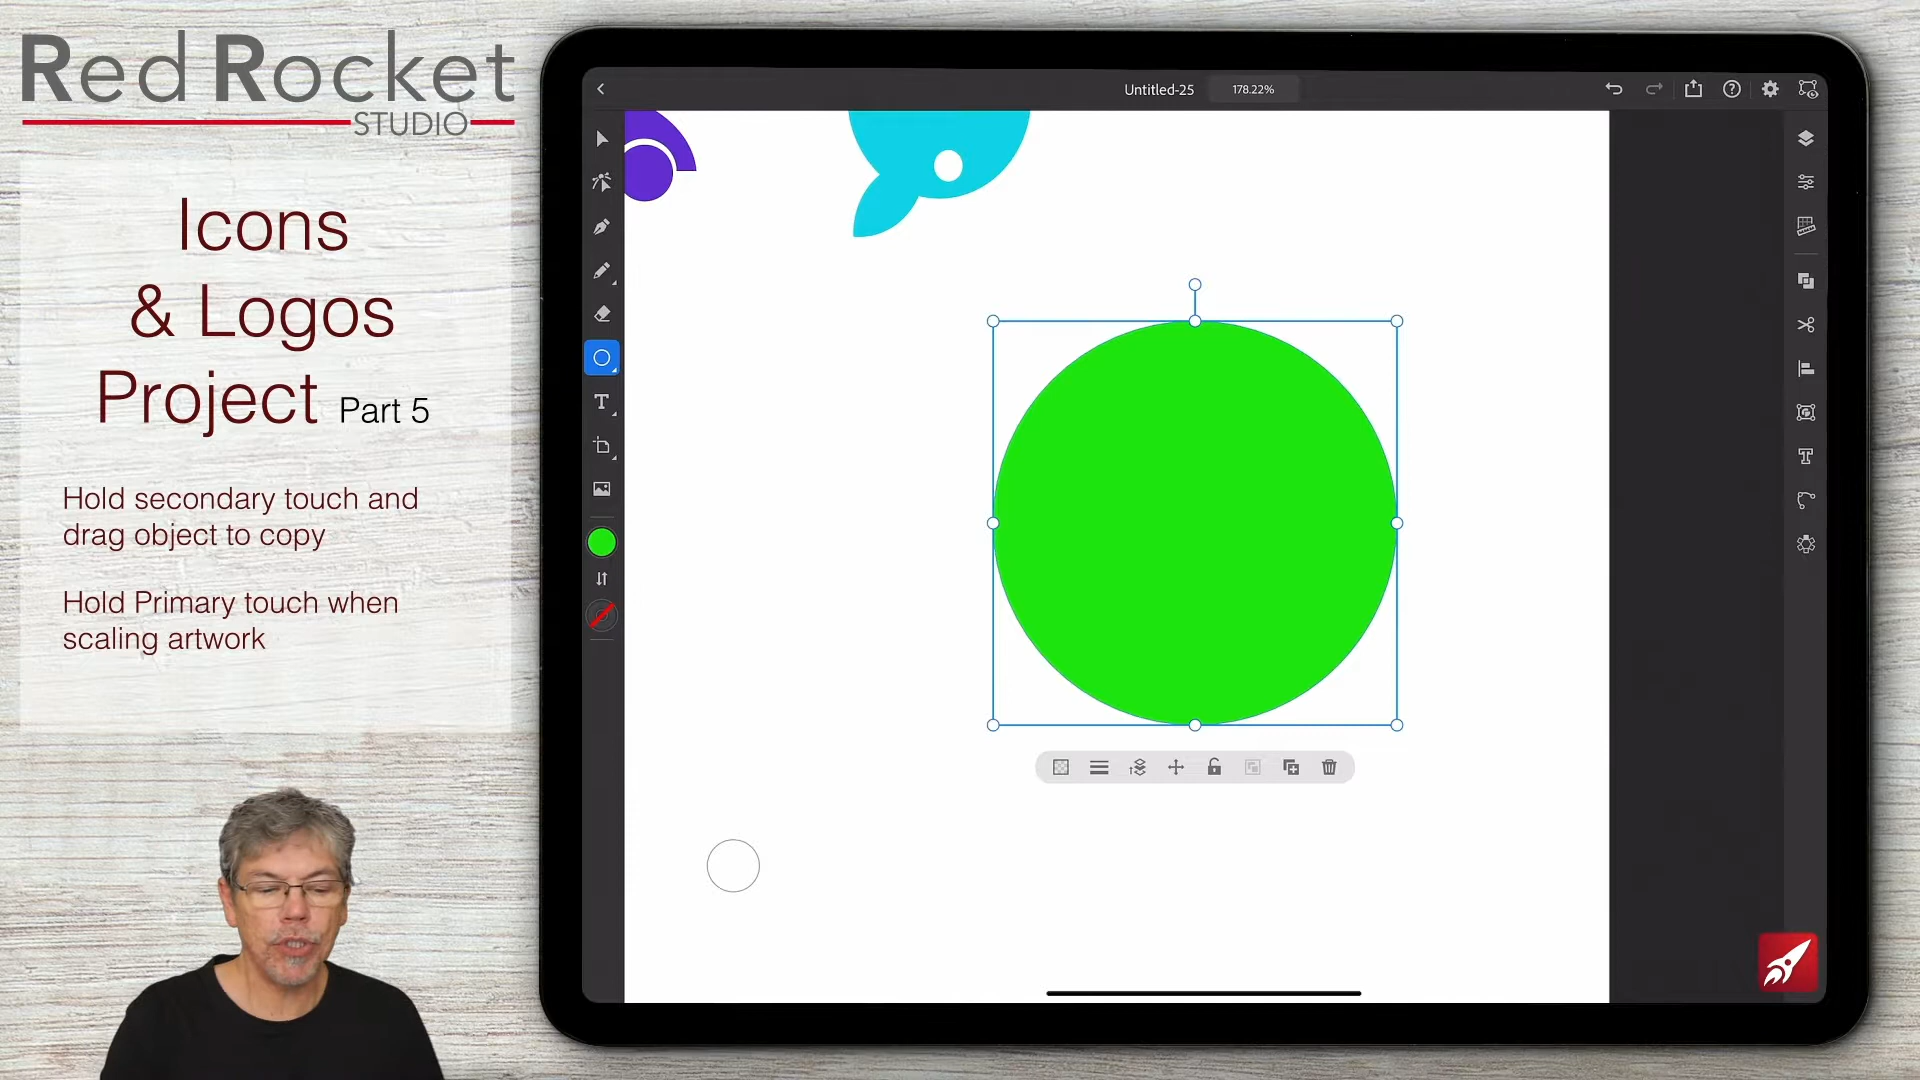 Red Rocket
STUDIO
Icons
& Logos
Project Part 5
Hold secondary touch and
drag object to copy
Hold Primary touch when
scaling artwork
Untitled-25
178.22%